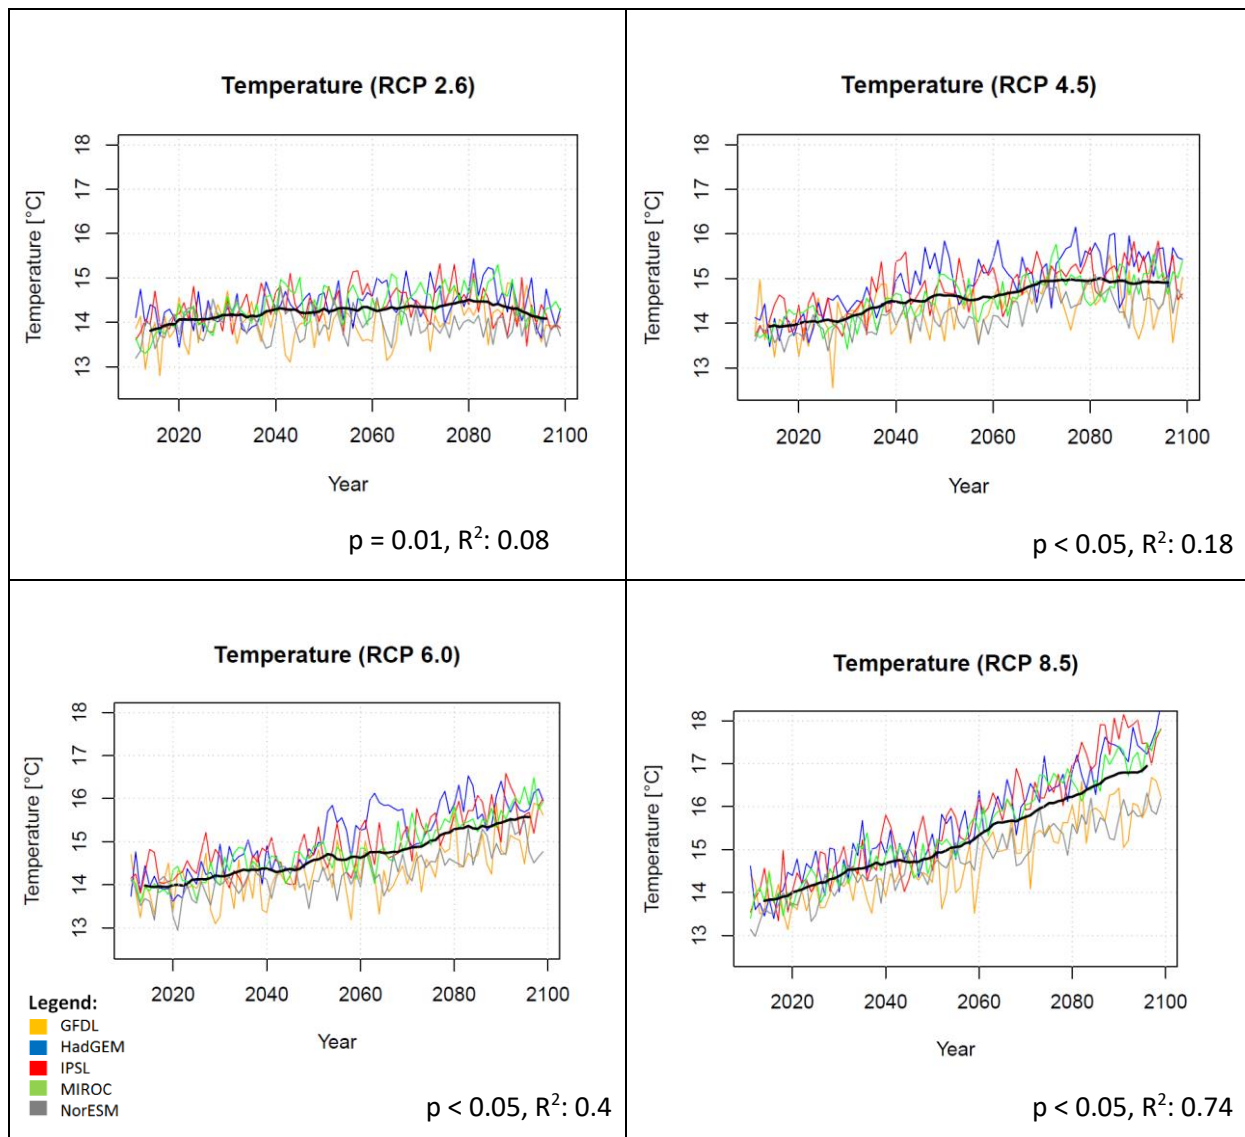 Temperature (RCP 2.6)
Temperature [°C]
18
17
16
15
14
13
2020 2040 2060 2080 2100
Year
p = 0.01, R²: 0.08
Temperature (RCP 4.5)
Temperature [°C]
18
17
16
15
14
13
2020 2040 2060 2080 2100
Year
p < 0.05, R²: 0.18
Temperature (RCP 6.0)
Temperature [°C]
18
17
16
15
14
13
2020 2040 2060 2080 2100
Year
Legend:
GFDL
HadGEM
IPSL
MIROC
NorESM
p < 0.05, R²: 0.4
Temperature (RCP 8.5)
Temperature [°C]
18
17
16
15
14
13
2020 2040 2060 2080 2100
Year
p < 0.05, R²: 0.74